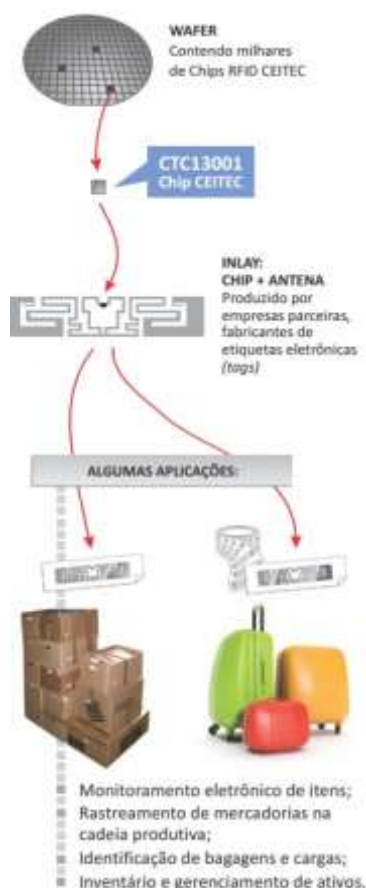 WAFER
Contendo milhares
de Chips RFID CEITEC
CTC13001
Chip CEITEC
INLAY:
CHIP + ANTENA
Produzido por
empresas parceiras,
fabricantes de
etiquetas eletrônicas
(tags)
ALGUMAS APLICAÇÕES:
Monitoramento eletrônico de itens;
Rastreamento de mercadorias na
cadeia produtiva;
Identificação de bagagens e cargas;
Inventário e gerenciamento de ativos.